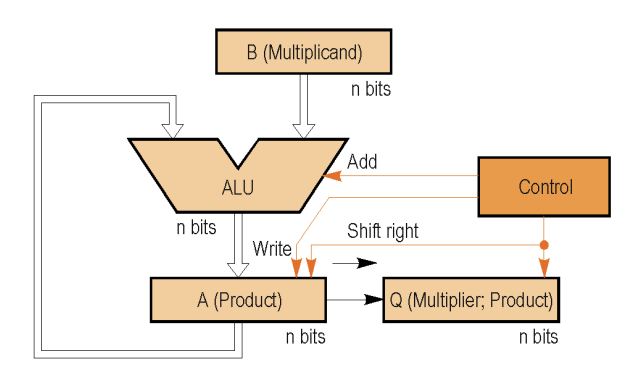 B (Multiplicand)
n bits
Add
ALU
Control
n bits
Write
Shift right
A (Product)
Q (Multiplier; Product)
n bits
n bits